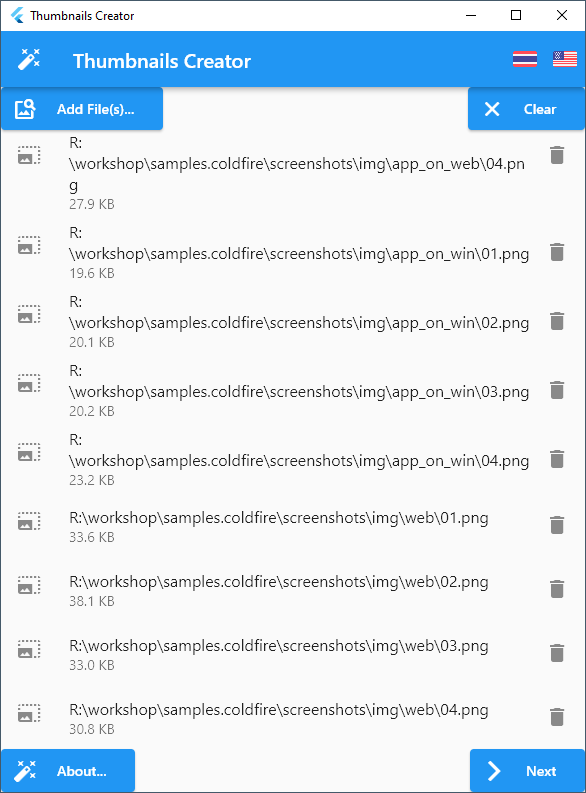 Thumbnails Creator
Thumbnails Creator
Add File(s)...
Clear
R:
\workshop\samples.coldfire\screenshots\img\app_on_web\04.pn
g
27.9 KB
R:
\workshop\samples.coldfire\screenshots\img\app_on_win\01.png
19.6 KB
R:
\workshop\samples.coldfire\screenshots\img\app_on_win\02.png
20.1 KB
R:
\workshop\samples.coldfire\screenshots\img\app_on_win\03.png
20.2 KB
R:
\workshop\samples.coldfire\screenshots\img\app_on_win\04.png
23.2 KB
R:\workshop\samples.coldfire\screenshots\img\web\01.png
33.6 KB
R:\workshop\samples.coldfire\screenshots\img\web\02.png
38.1 KB
R:\workshop\samples.coldfire\screenshots\img\web\03.png
33.0 KB
R:\workshop\samples.coldfire\screenshots\img\web\04.png
30.8 KB
About...
Next